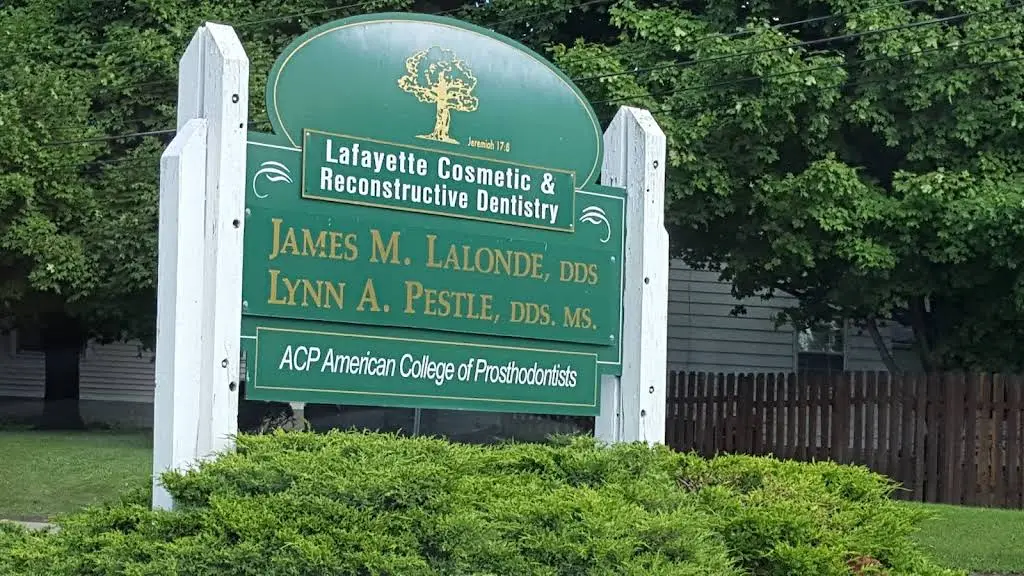 Jeremiah 17:8
Lafayette Cosmetic &
Reconstructive Dentistry
JAMES M. LALONDE, DDS
LYNN A. PESTLE, DDS. MS.
ACP American College of Prosthodontists